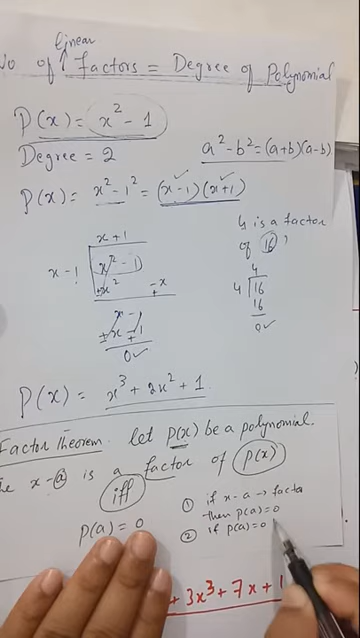 No of linear Factors = Degree of Polynomial
P(x) = x² - 1
Degree = 2
a² - b² = (a+b)(a-b)
P(x) = x² - 1² = (x-1)(x+1)
x + 1
x - 1
x² - 1
± x²
- x
+
x - 1
± x - 1
+
0
4 is a factor
of 16
4
4 16
16
0
P(x) = x³ + 2x² + 1
Factor Theorem. let P(x) be a polynomial.
The x - a is a factor of P(x)
iff
P(a) = 0
① if x - a → facta
then P(a) = 0
② if P(a) = 0
+ 3x³ + 7x + 1